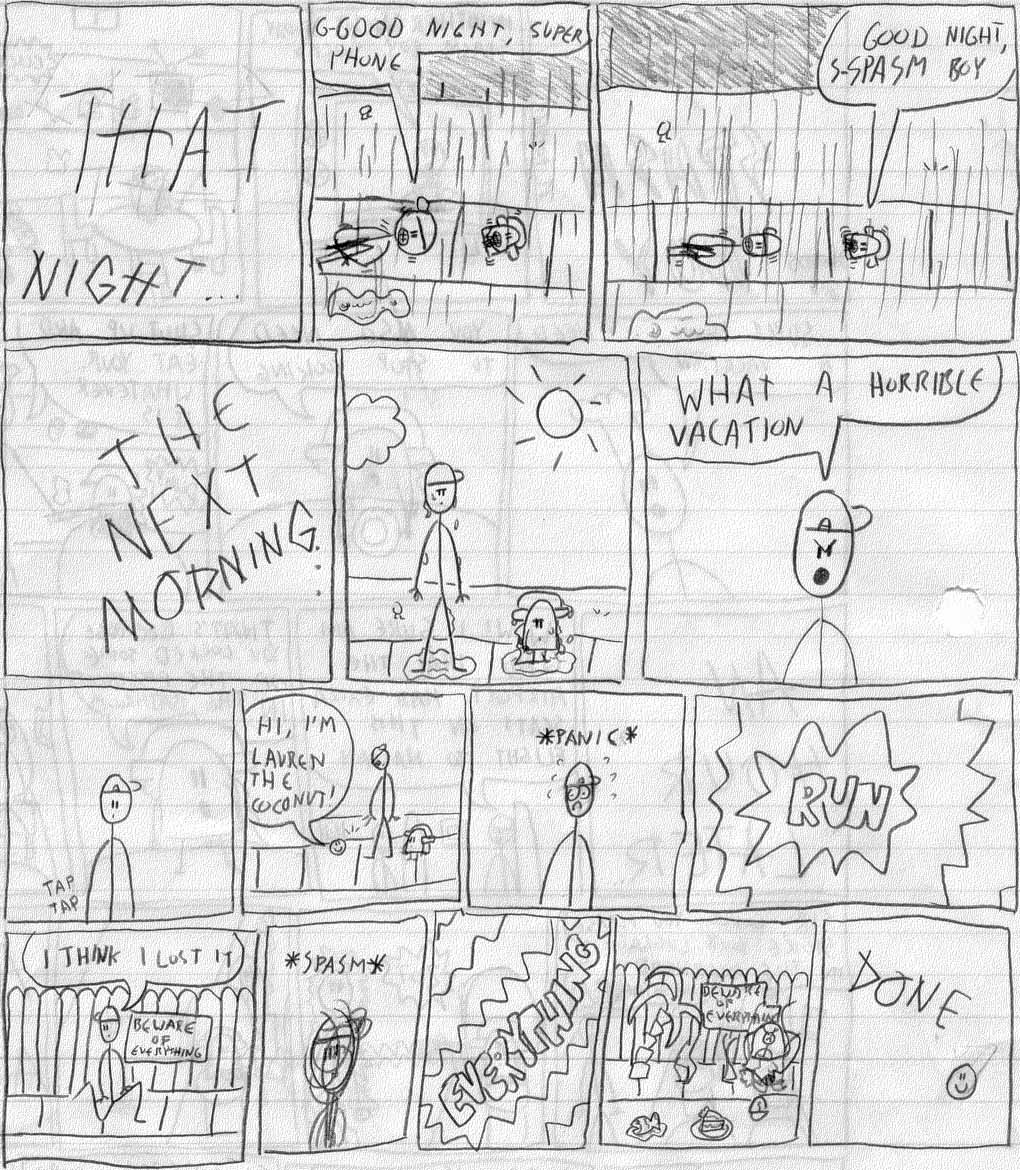 THAT
NIGHT...
G-GOOD NIGHT, SUPER
PHONE
GOOD NIGHT,
S-SPASM BOY
THE
NEXT
MORNING...
WHAT A HORRIBLE
VACATION
TAP
TAP
HI, I'M
LAUREN
THE
COCONUT!
*PANIC*
RUN
I THINK I LOST IT
BEWARE
OF
EVERYTHING
*SPASM*
EVERYTHING
BEWARE
OF
EVERYTHING
DONE